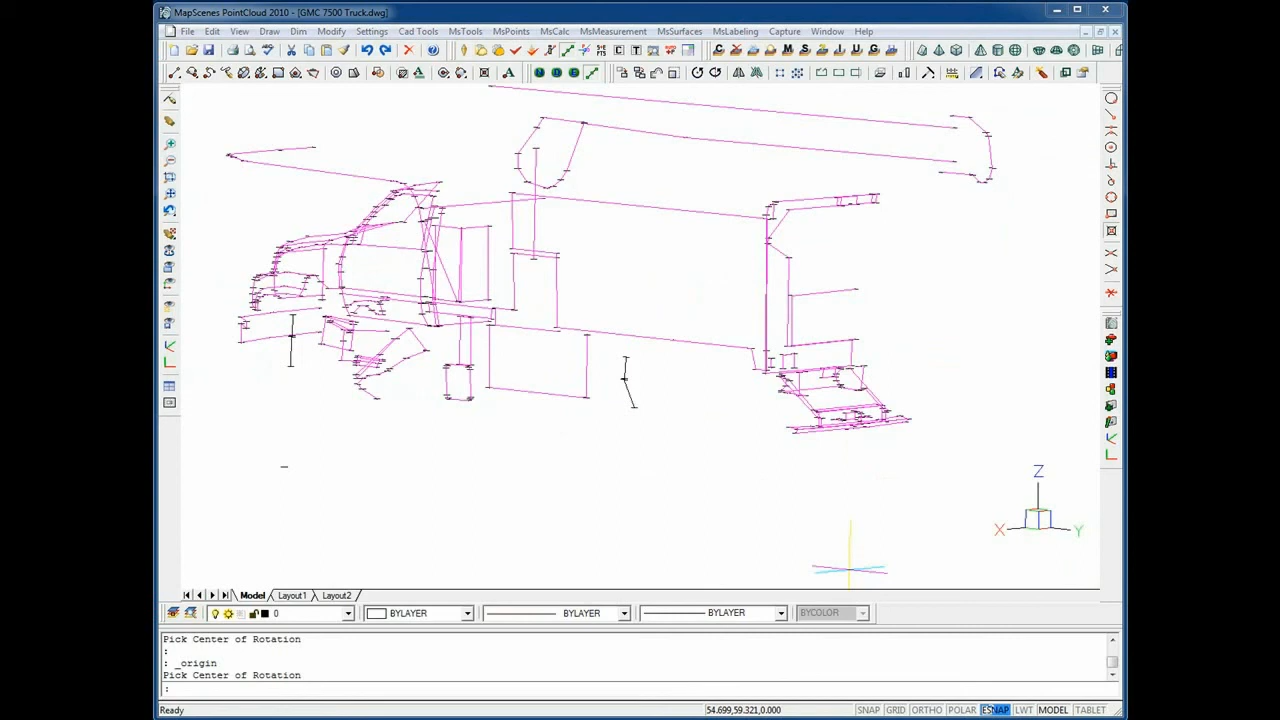 MapScenes PointCloud 2010 - [GMC 7500 Truck.dwg]
File Edit View Draw Dim Modify Settings Cad Tools MsTools MsPoints MsCalc MsMeasurement MsSurfaces MsLabeling Capture Window Help
Z
X
Y
Model Layout1 Layout2
0 BYLAYER BYLAYER BYLAYER BYCOLOR
Pick Center of Rotation
:
: _origin
Pick Center of Rotation
:
Ready 54.699,59.321,0.000 SNAP GRID ORTHO POLAR ESNAP LWT MODEL TABLET